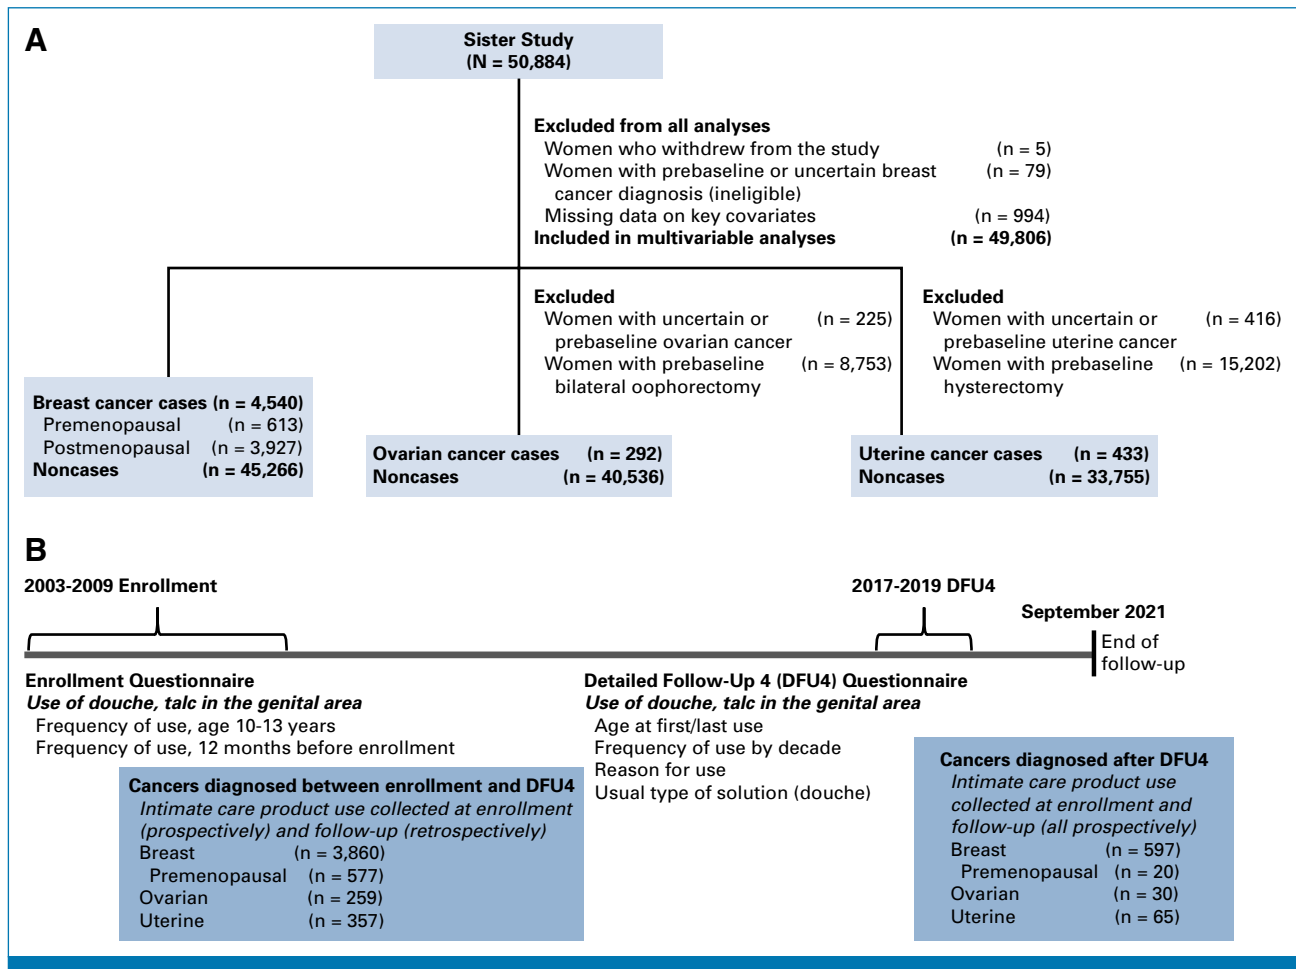 A
Sister Study
(N = 50,884)
Excluded from all analyses
Women who withdrew from the study (n = 5)
Women with prebaseline or uncertain breast (n = 79)
cancer diagnosis (ineligible)
Missing data on key covariates (n = 994)
Included in multivariable analyses (n = 49,806)
Breast cancer cases (n = 4,540)
Premenopausal (n = 613)
Postmenopausal (n = 3,927)
Noncases (n = 45,266)
Excluded
Women with uncertain or (n = 225)
prebaseline ovarian cancer
Women with prebaseline (n = 8,753)
bilateral oophorectomy
Ovarian cancer cases (n = 292)
Noncases (n = 40,536)
Excluded
Women with uncertain or (n = 416)
prebaseline uterine cancer
Women with prebaseline (n = 15,202)
hysterectomy
Uterine cancer cases (n = 433)
Noncases (n = 33,755)
B
2003-2009 Enrollment
2017-2019 DFU4
September 2021
End of
follow-up
Enrollment Questionnaire
Use of douche, talc in the genital area
Frequency of use, age 10-13 years
Frequency of use, 12 months before enrollment
Cancers diagnosed between enrollment and DFU4
Intimate care product use collected at enrollment
(prospectively) and follow-up (retrospectively)
Breast (n = 3,860)
Premenopausal (n = 577)
Ovarian (n = 259)
Uterine (n = 357)
Detailed Follow-Up 4 (DFU4) Questionnaire
Use of douche, talc in the genital area
Age at first/last use
Frequency of use by decade
Reason for use
Usual type of solution (douche)
Cancers diagnosed after DFU4
Intimate care product use
collected at enrollment and
follow-up (all prospectively)
Breast (n = 597)
Premenopausal (n = 20)
Ovarian (n = 30)
Uterine (n = 65)